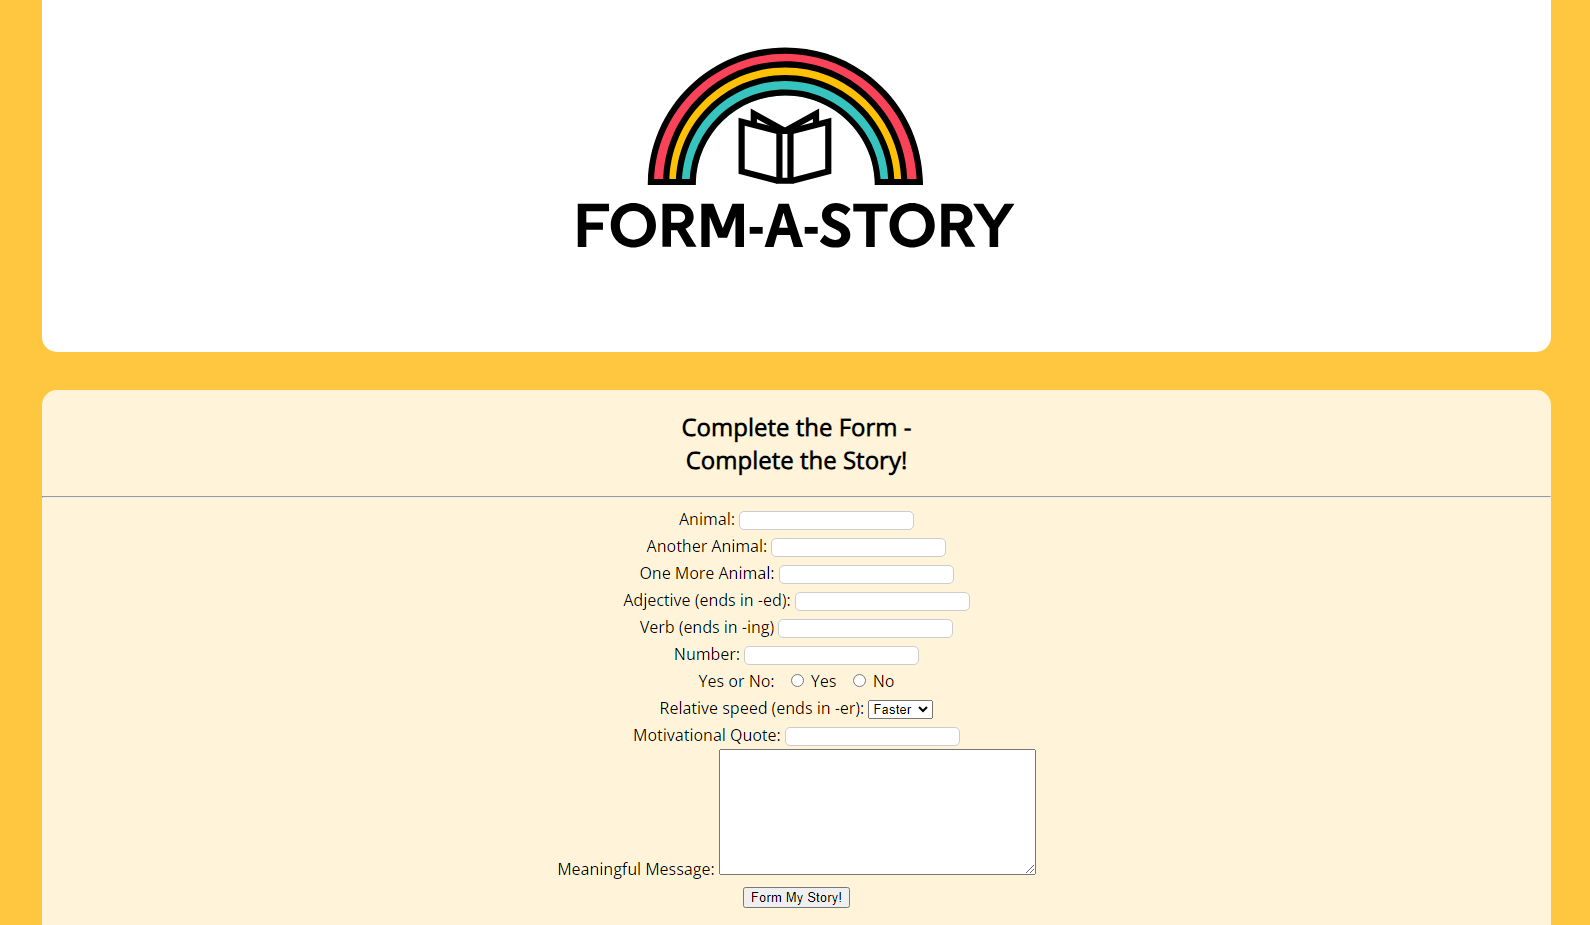 FORM-A-STORY
Complete the Form -
Complete the Story!
Animal:
Another Animal:
One More Animal:
Adjective (ends in -ed):
Verb (ends in -ing)
Number:
Yes or No: Yes No
Relative speed (ends in -er): Faster
Motivational Quote:
Meaningful Message:
Form My Story!